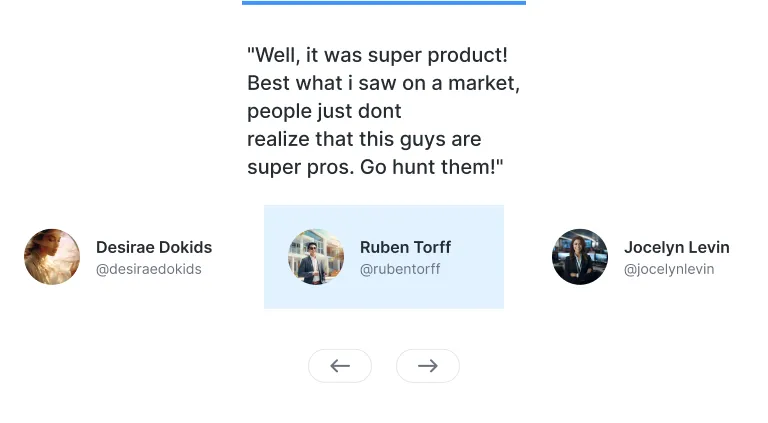 "Well, it was super product!
Best what i saw on a market,
people just dont
realize that this guys are
super pros. Go hunt them!"
Desirae Dokids
@desiraedokids
Ruben Torff
@rubentorff
Jocelyn Levin
@jocelynlevin